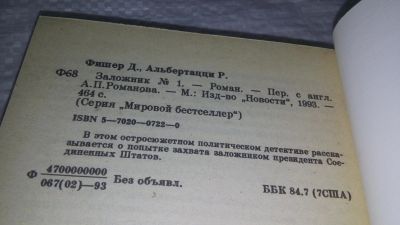 Фишер Д., Альбертацци Р.
Ф68 Заложник № 1. — Роман. — Пер. с англ.
А.П.Романова. — М.: Изд-во „Новости", 1993. —
464 с.
(Серия „Мировой бестселлер")
ISBN 5—7020—0722—0
В этом остросюжетном политическом детективе расска-
зывается о попытке захвата заложником президента Сое-
диненных Штатов.
Ф 4700000000 Без объявл.
067(02)—93
ББК 84.7 (7США)